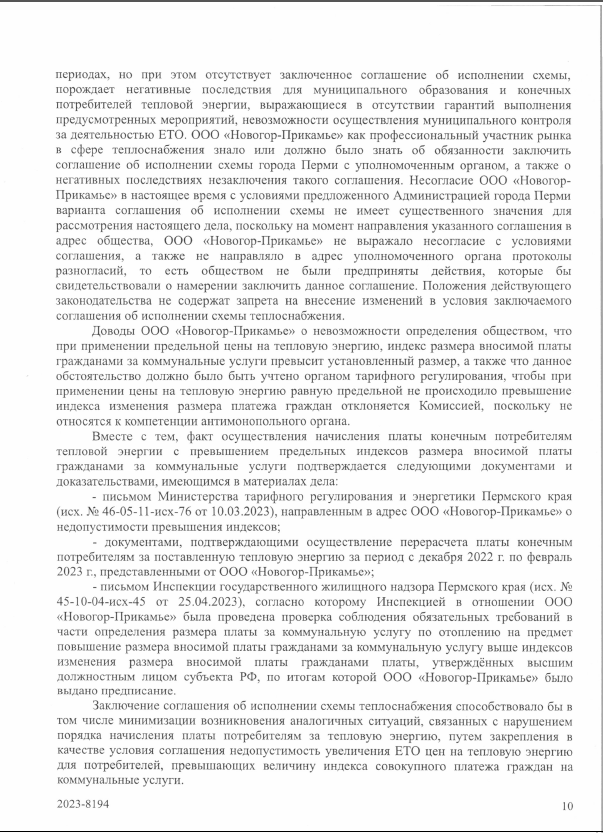 периодах, но при этом отсутствует заключенное соглашение об исполнении схемы,
порождает негативные последствия для муниципального образования и конечных
потребителей тепловой энергии, выражающиеся в отсутствии гарантий выполнения
предусмотренных мероприятий, невозможности осуществления муниципального контроля
за деятельностью ЕТО. ООО «Новогор-Прикамье» как профессиональный участник рынка
в сфере теплоснабжения знало или должно было знать об обязанности заключить
соглашение об исполнении схемы города Перми с уполномоченным органом, а также о
негативных последствиях незаключения такого соглашения. Несогласие ООО «Новогор-
Прикамье» в настоящее время с условиями предложенного Администрацией города Перми
варианта соглашения об исполнении схемы не имеет существенного значения для
рассмотрения настоящего дела, поскольку на момент направления указанного соглашения в
адрес общества, ООО «Новогор-Прикамье» не выражало несогласие с условиями
соглашения, а также не направляло в адрес уполномоченного органа протоколы
разногласий, то есть обществом не были предприняты действия, которые бы
свидетельствовали о намерении заключить данное соглашение. Положения действующего
законодательства не содержат запрета на внесение изменений в условия заключаемого
соглашения об исполнении схемы теплоснабжения.
Доводы ООО «Новогор-Прикамье» о невозможности определения обществом, что
при применении предельной цены на тепловую энергию, индекс размера вносимой платы
гражданами за коммунальные услуги превысит установленный размер, а также что данное
обстоятельство должно было быть учтено органом тарифного регулирования, чтобы при
применении цены на тепловую энергию равную предельной не происходило превышение
индекса изменения размера платежа граждан отклоняется Комиссией, поскольку не
относятся к компетенции антимонопольного органа.
Вместе с тем, факт осуществления начисления платы конечным потребителям
тепловой энергии с превышением предельных индексов размера вносимой платы
гражданами за коммунальные услуги подтверждается следующими документами и
доказательствами, имеющимся в материалах дела:
- письмом Министерства тарифного регулирования и энергетики Пермского края
(исх. № 46-05-11-исх-76 от 10.03.2023), направленным в адрес ООО «Новогор-Прикамье» о
недопустимости превышения индексов;
- документами, подтверждающими осуществление перерасчета платы конечным
потребителям за поставленную тепловую энергию за период с декабря 2022 г. по февраль
2023 г., представленными от ООО «Новогор-Прикамье»;
- письмом Инспекции государственного жилищного надзора Пермского края (исх. №
45-10-04-исх-45 от 25.04.2023), согласно которому Инспекцией в отношении ООО
«Новогор-Прикамье» была проведена проверка соблюдения обязательных требований в
части определения размера платы за коммунальную услугу по отоплению на предмет
повышение размера вносимой платы гражданами за коммунальную услугу выше индексов
изменения размера вносимой платы гражданами платы, утверждённых высшим
должностным лицом субъекта РФ, по итогам которой ООО «Новогор-Прикамье» было
выдано предписание.
Заключение соглашения об исполнении схемы теплоснабжения способствовало бы в
том числе минимизации возникновения аналогичных ситуаций, связанных с нарушением
порядка начисления платы потребителям за тепловую энергию, путем закрепления в
качестве условия соглашения недопустимость увеличения ЕТО цен на тепловую энергию
для потребителей, превышающих величину индекса совокупного платежа граждан на
коммунальные услуги.
2023-8194
10